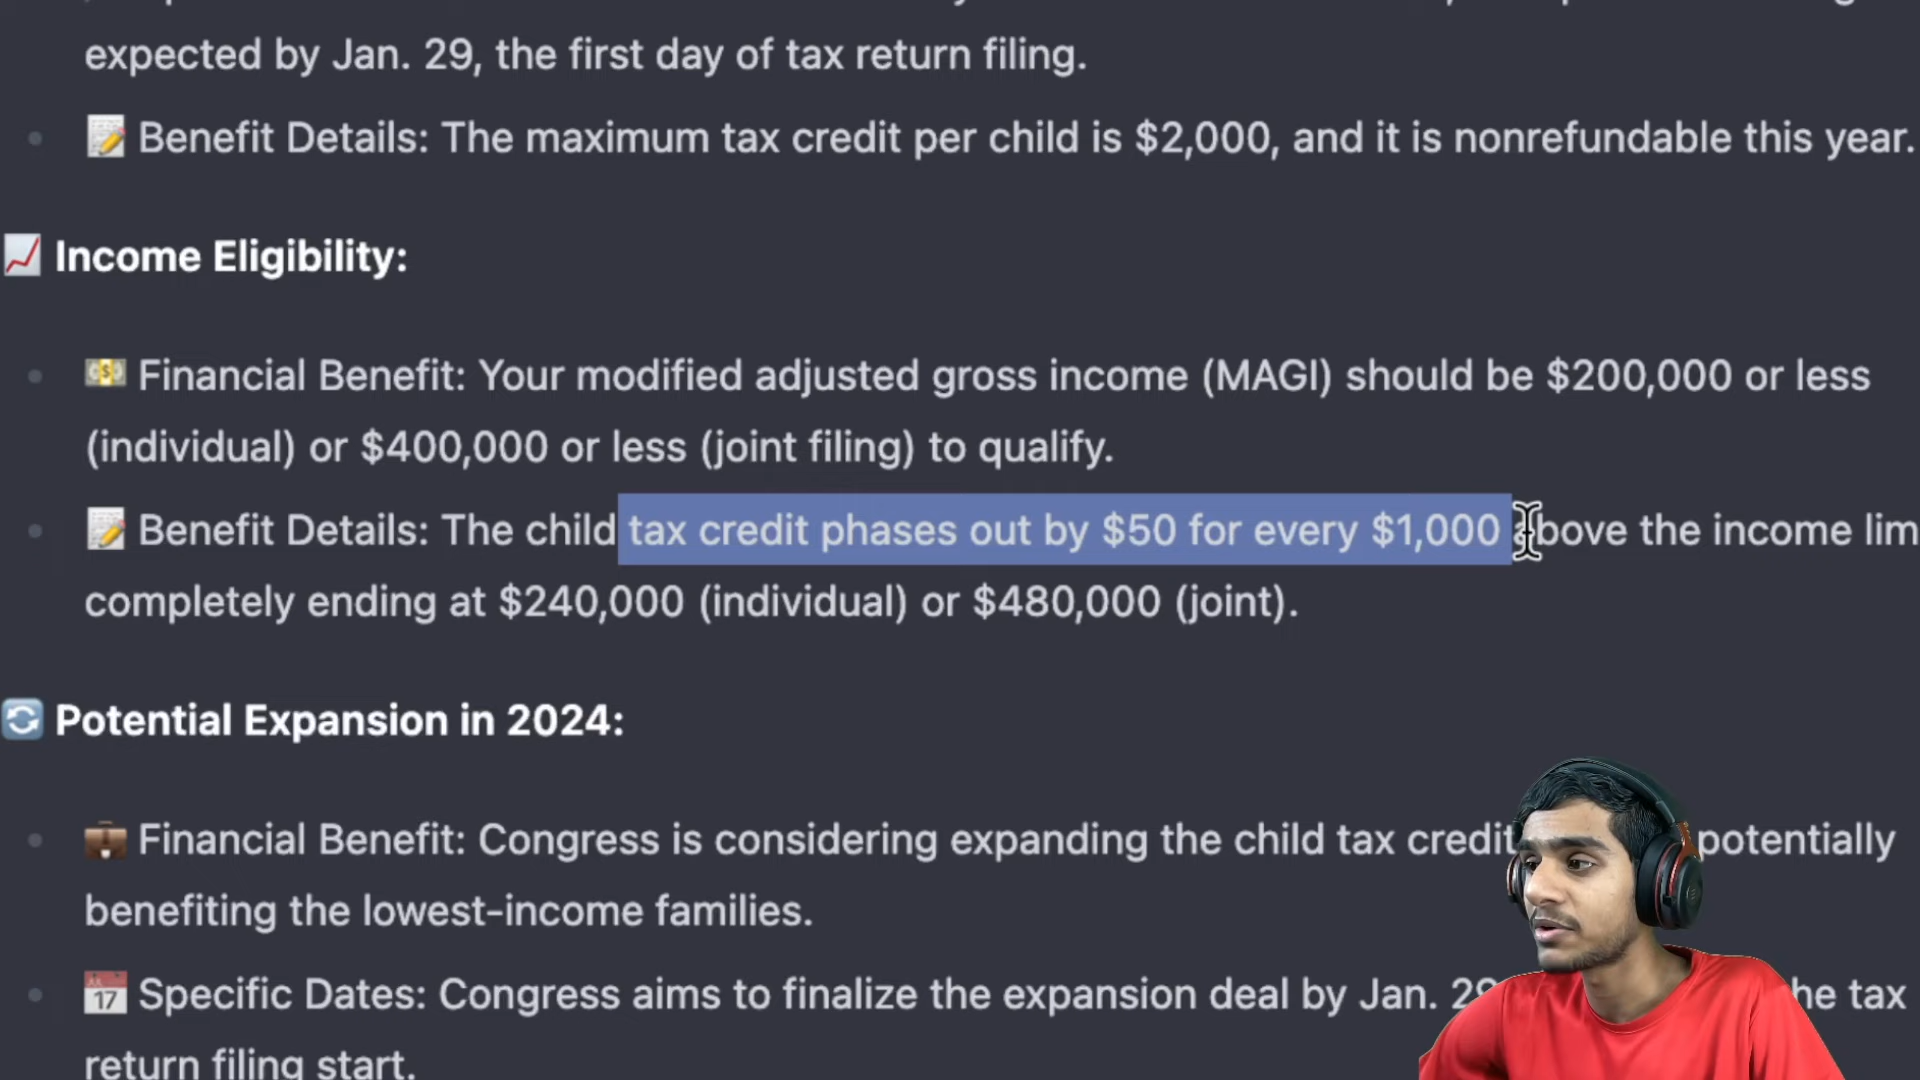 expected by Jan. 29, the first day of tax return filing.
Benefit Details: The maximum tax credit per child is $2,000, and it is nonrefundable this year.
Income Eligibility:
Financial Benefit: Your modified adjusted gross income (MAGI) should be $200,000 or less
(individual) or $400,000 or less (joint filing) to qualify.
Benefit Details: The child tax credit phases out by $50 for every $1,000 above the income lim
completely ending at $240,000 (individual) or $480,000 (joint).
Potential Expansion in 2024:
Financial Benefit: Congress is considering expanding the child tax credit potentially
benefiting the lowest-income families.
17 Specific Dates: Congress aims to finalize the expansion deal by Jan. 29 the tax
return filing start.